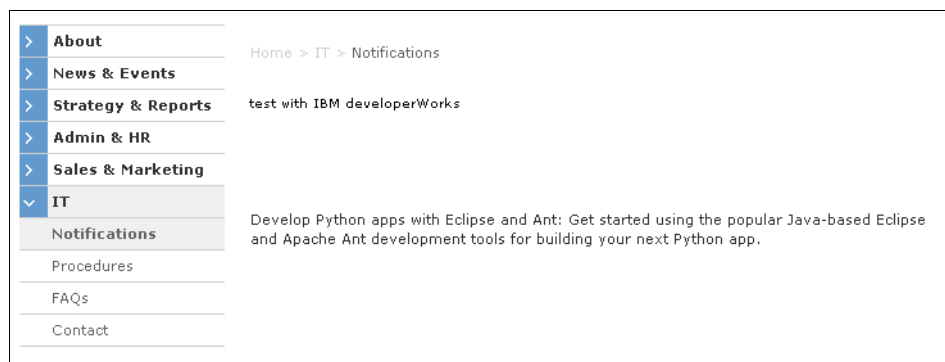 About
News & Events
Strategy & Reports
Admin & HR
Sales & Marketing
IT
Notifications
Procedures
FAQs
Contact
Home > IT > Notifications
test with IBM developerWorks
Develop Python apps with Eclipse and Ant: Get started using the popular Java-based Eclipse
and Apache Ant development tools for building your next Python app.